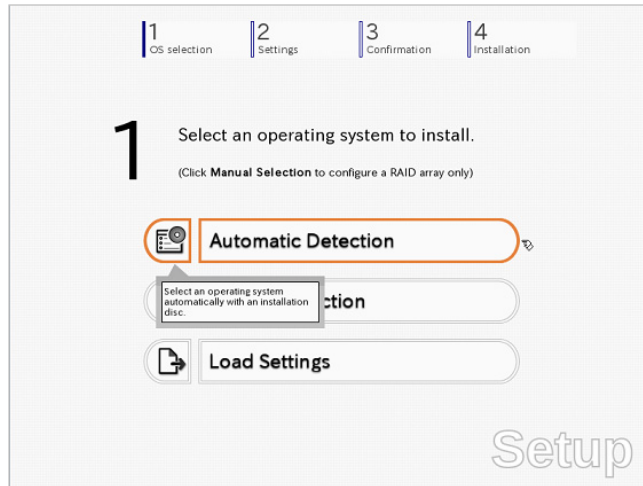 1
OS selection
2
Settings
3
Confirmation
4
Installation
1
Select an operating system to install.
(Click Manual Selection to configure a RAID array only)
Automatic Detection
Select an operating system
automatically with an installation
disc.
ction
Load Settings
Setup